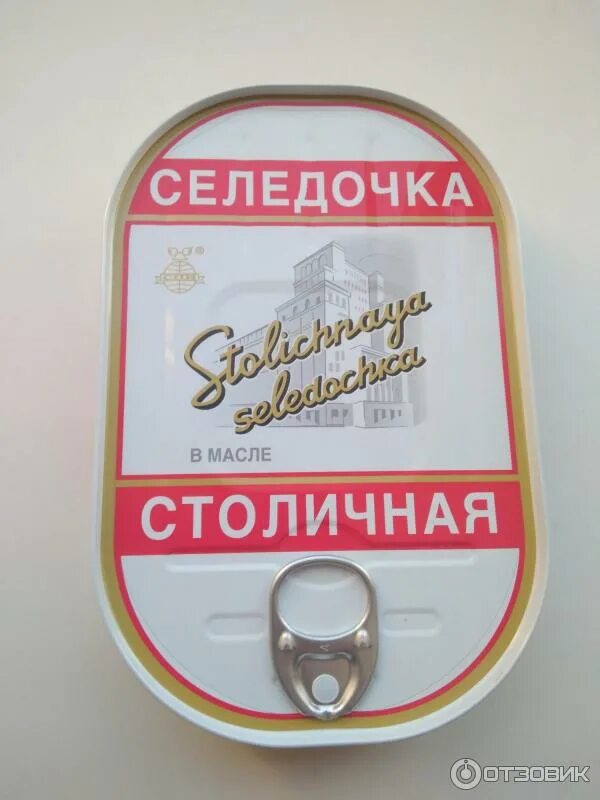 СЕЛЕДОЧКА
®
Stolichnaya
seledochka
В МАСЛЕ
СТОЛИЧНАЯ
ОТЗОВИК